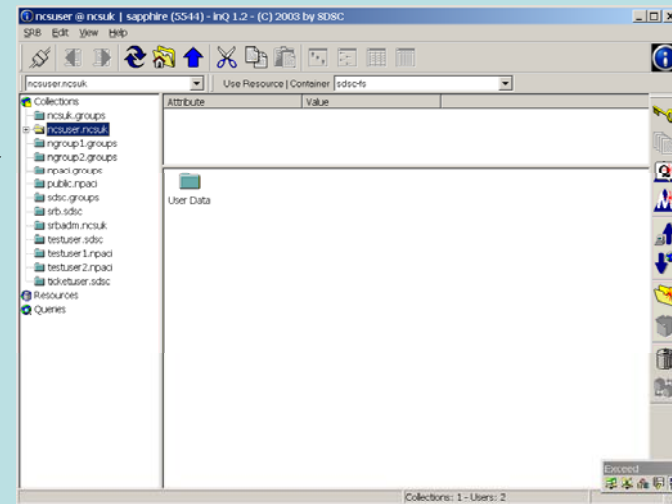 ncsuser @ ncsuk | sapphire (5544) - inQ 1.2 - (C) 2003 by SDSC
SRB Edit View Help
ncsuser.ncsuk
Use Resource | Container
sdsc-fs
Collections
ncsuk.groups
ncsuser.ncsuk
ngroup1.groups
ngroup2.groups
npaci.groups
public.npaci
sdsc.groups
srb.sdsc
srbadm.ncsuk
testuser.sdsc
testuser1.npaci
testuser2.npaci
ticketuser.sdsc
Resources
Queries
Attribute
Value
User Data
Exceed
Collections: 1 - Users: 2